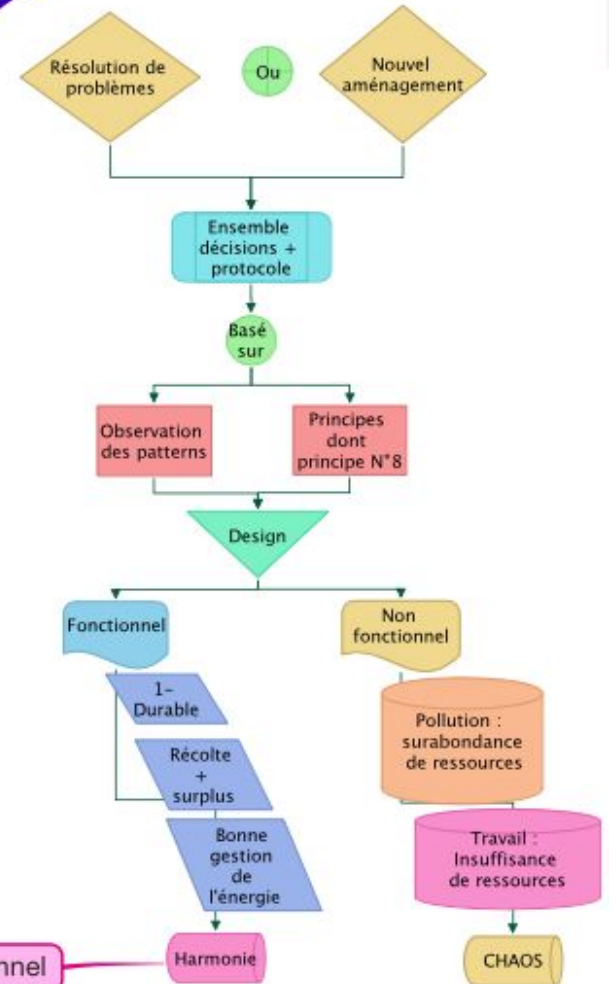 Résolution de
problèmes
Ou
Nouvel
aménagement
Ensemble
décisions +
protocole
Basé
sur
Observation
des patterns
Principes
dont
principe N°8
Design
Fonctionnel
Non
fonctionnel
1-
Durable
Pollution :
surabondance
de ressources
Récolte
+
surplus
Travail :
Insuffisance
de ressources
Bonne
gestion
de
l'énergie
Harmonie
CHAOS
nnel